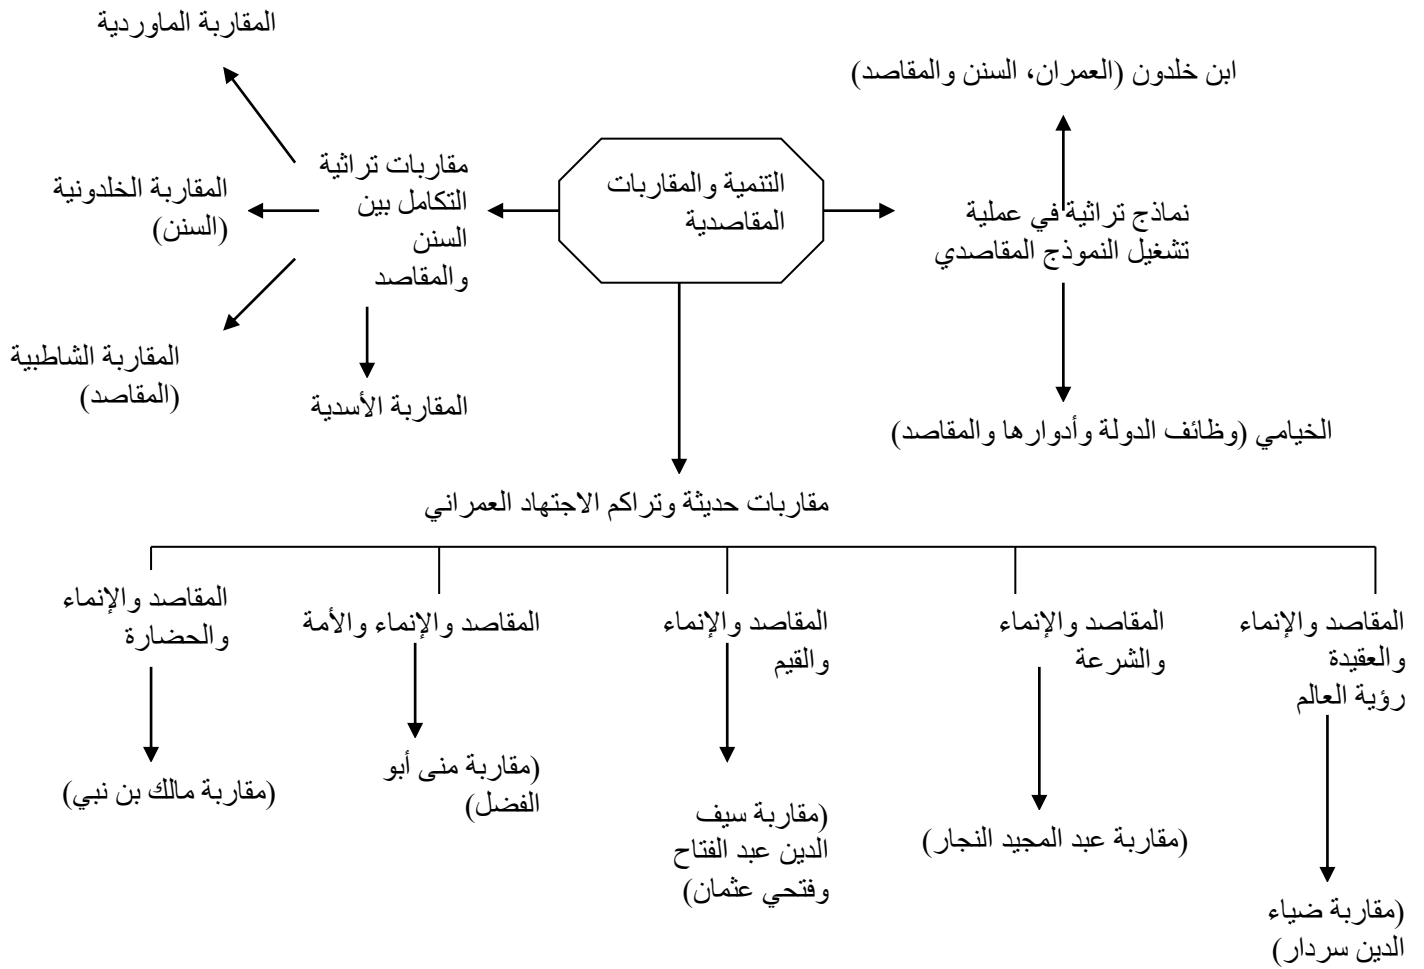 المقاربة الماوردية
ابن خلدون (العمران، السنن والمقاصد)
التنمية والمقاربات
المقاصدية
نماذج تراثية في عملية
تشغيل النموذج المقاصدي
الخيامي (وظائف الدولة وأدوارها والمقاصد)
مقاربات تراثية
التكامل بين
السنن
والمقاصد
المقاربة الخلدونية
(السنن)
المقاربة الشاطبية
(المقاصد)
المقاربة الأسدية
مقاربات حديثة وتراكم الاجتهاد العمراني
المقاصد والإنماء
والعقيدة
رؤية العالم
(مقاربة ضياء
الدين سردار)
المقاصد والإنماء
والشرعة
(مقاربة عبد المجيد النجار)
المقاصد والإنماء
والقيم
(مقاربة سيف
الدين عبد الفتاح
وفتحي عثمان)
المقاصد والإنماء والأمة
(مقاربة منى أبو
الفضل)
المقاصد والإنماء
والحضارة
(مقاربة مالك بن نبي)